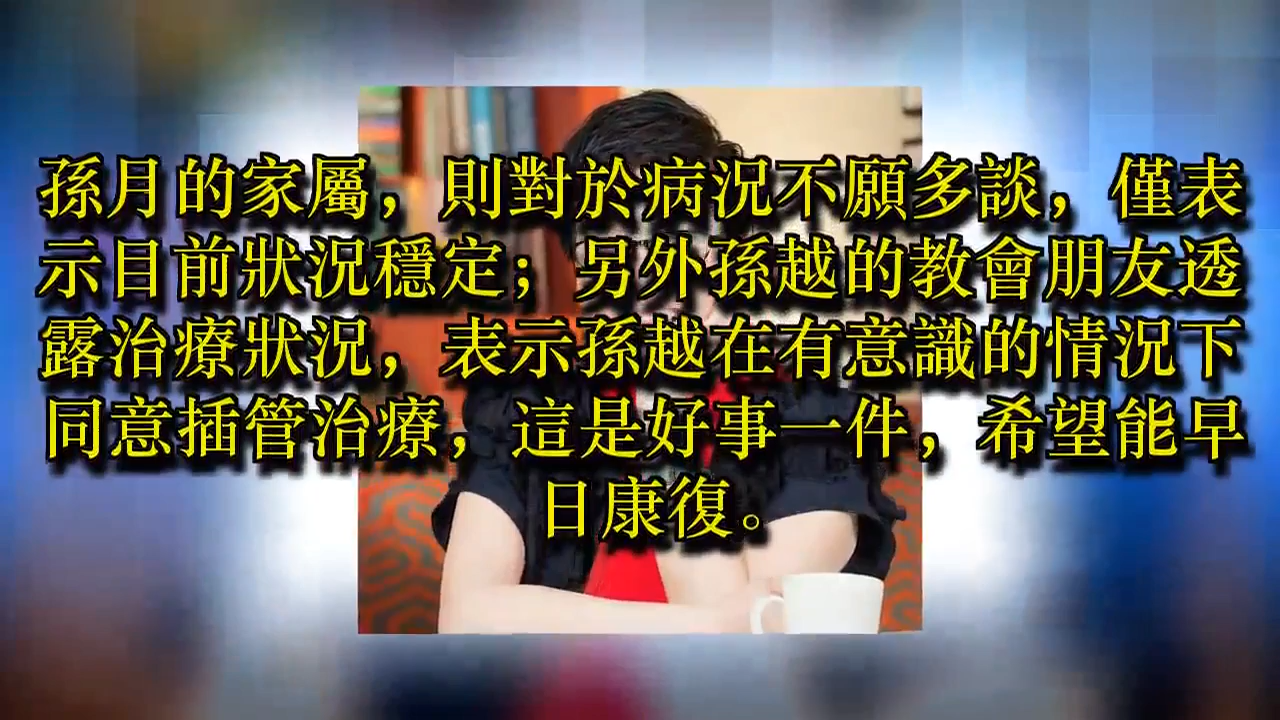 孫月的家屬，則對於病況不願多談，僅表
示目前狀況穩定；另外孫越的教會朋友透
露治療狀況，表示孫越在有意識的情況下
同意插管治療，這是好事一件，希望能早
日康復。